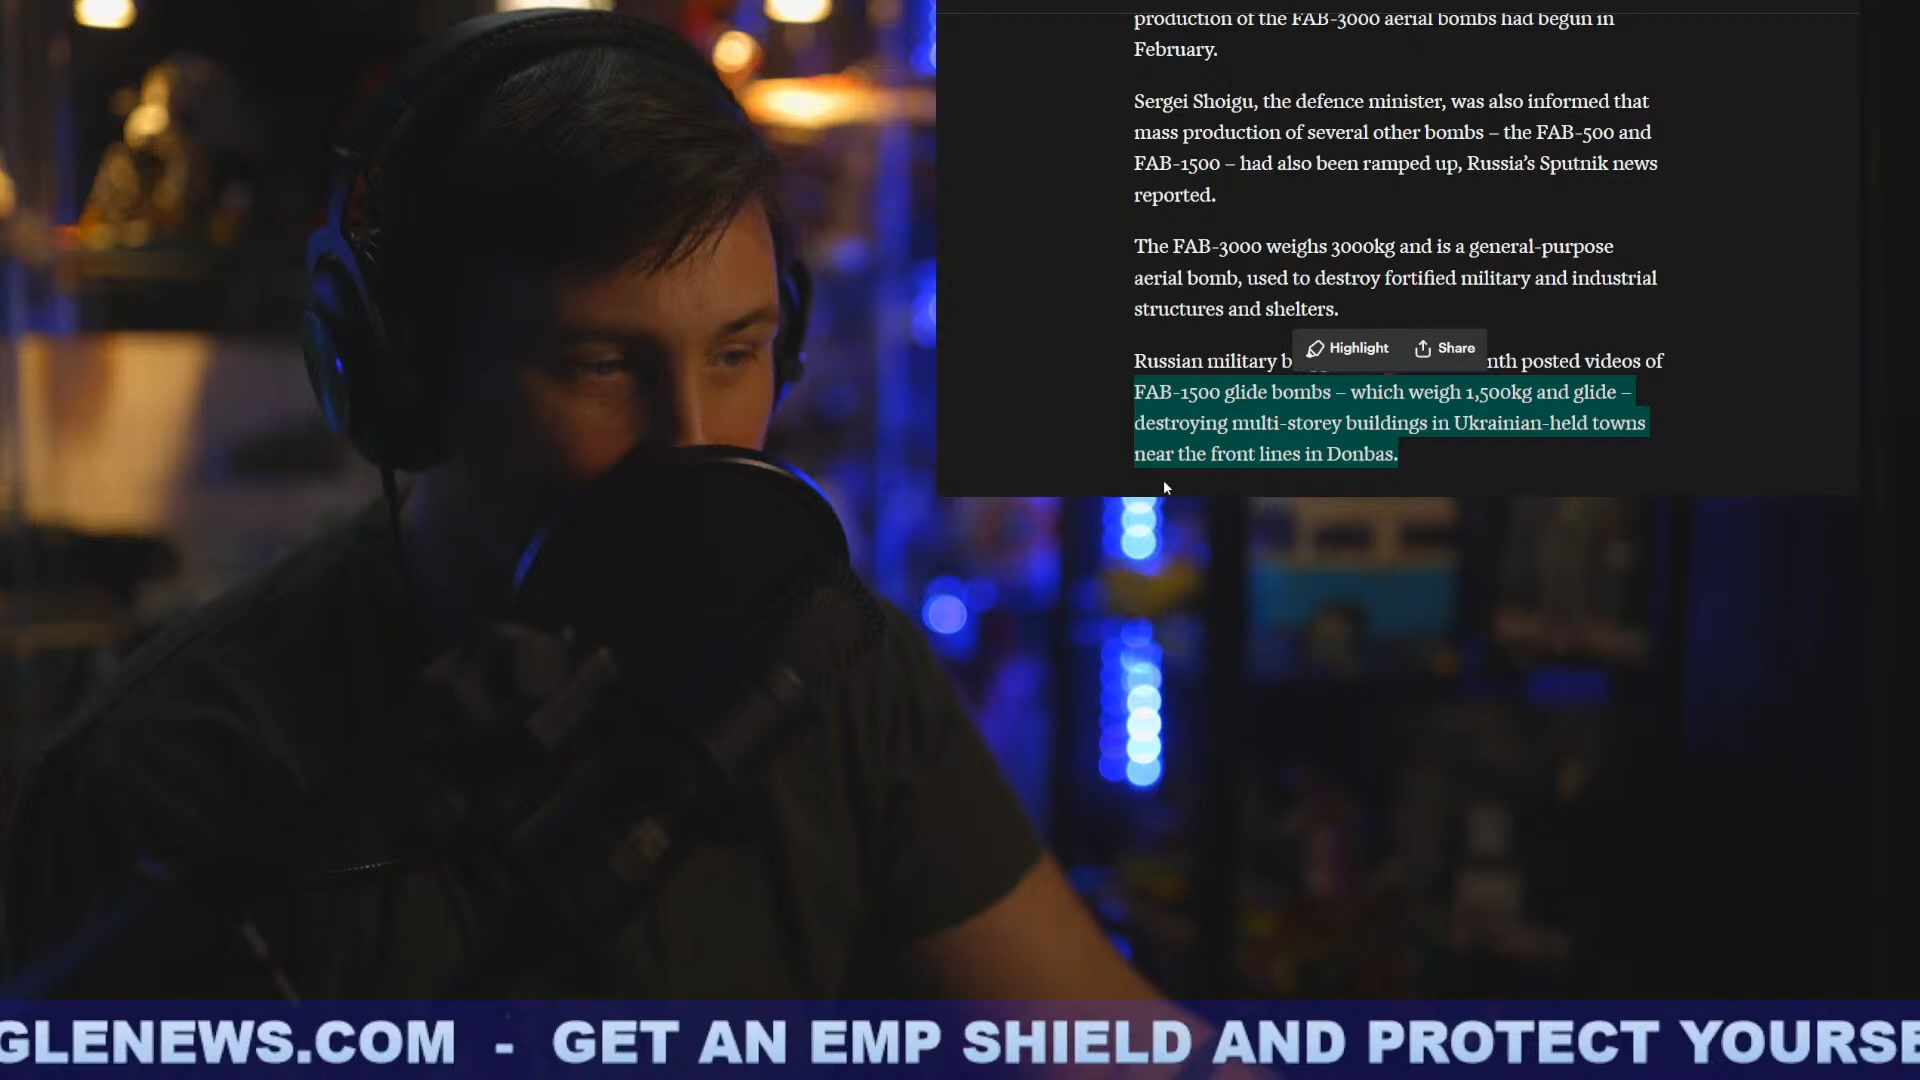 production of the FAB-3000 aerial bombs had begun in
February.
Sergei Shoigu, the defence minister, was also informed that
mass production of several other bombs – the FAB-500 and
FAB-1500 – had also been ramped up, Russia’s Sputnik news
reported.
The FAB-3000 weighs 3000kg and is a general-purpose
aerial bomb, used to destroy fortified military and industrial
structures and shelters.
Highlight Share
Russian military b nth posted videos of
FAB-1500 glide bombs – which weigh 1,500kg and glide –
destroying multi-storey buildings in Ukrainian-held towns
near the front lines in Donbas.
GLENEWS.COM - GET AN EMP SHIELD AND PROTECT YOURSE